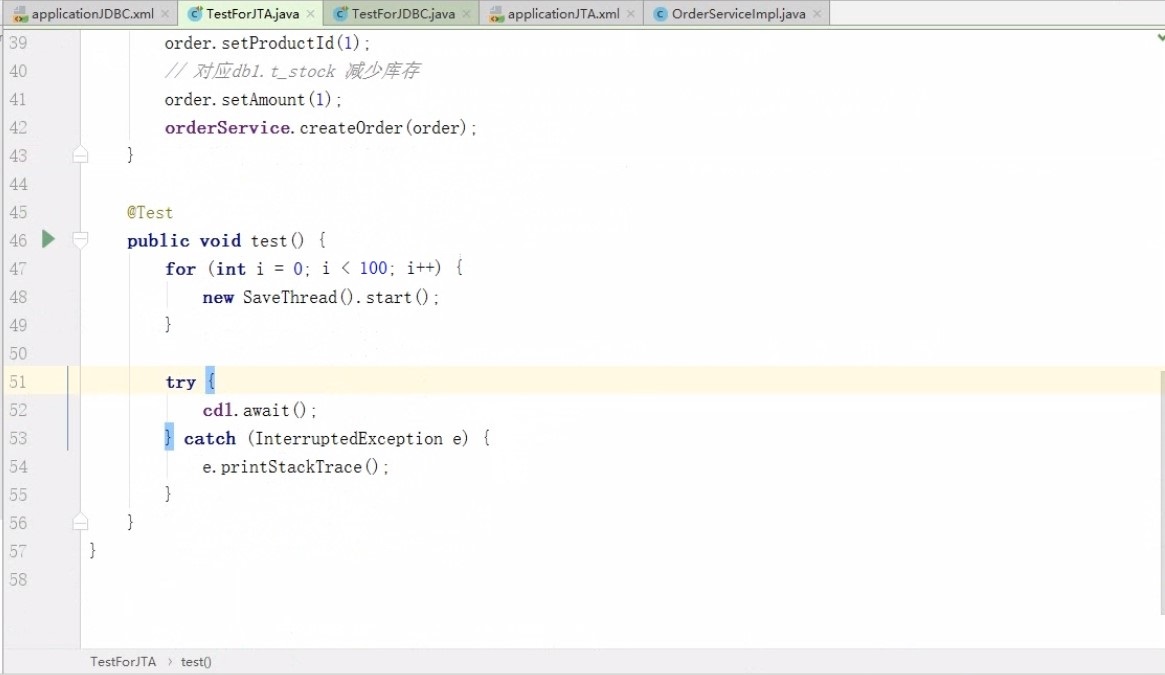 applicationJDBC.xml TestForJTA.java TestForJDBC.java applicationJTA.xml OrderServiceImpl.java
39 order.setProductId(1);
40 // 对应db1.t_stock 减少库存
41 order.setAmount(1);
42 orderService.createOrder(order);
43 }
44
45 @Test
46 public void test() {
47 for (int i = 0; i < 100; i++) {
48 new SaveThread().start();
49 }
50
51 try {
52 cdl.await();
53 } catch (InterruptedException e) {
54 e.printStackTrace();
55 }
56 }
57 }
58
TestForJTA › test()